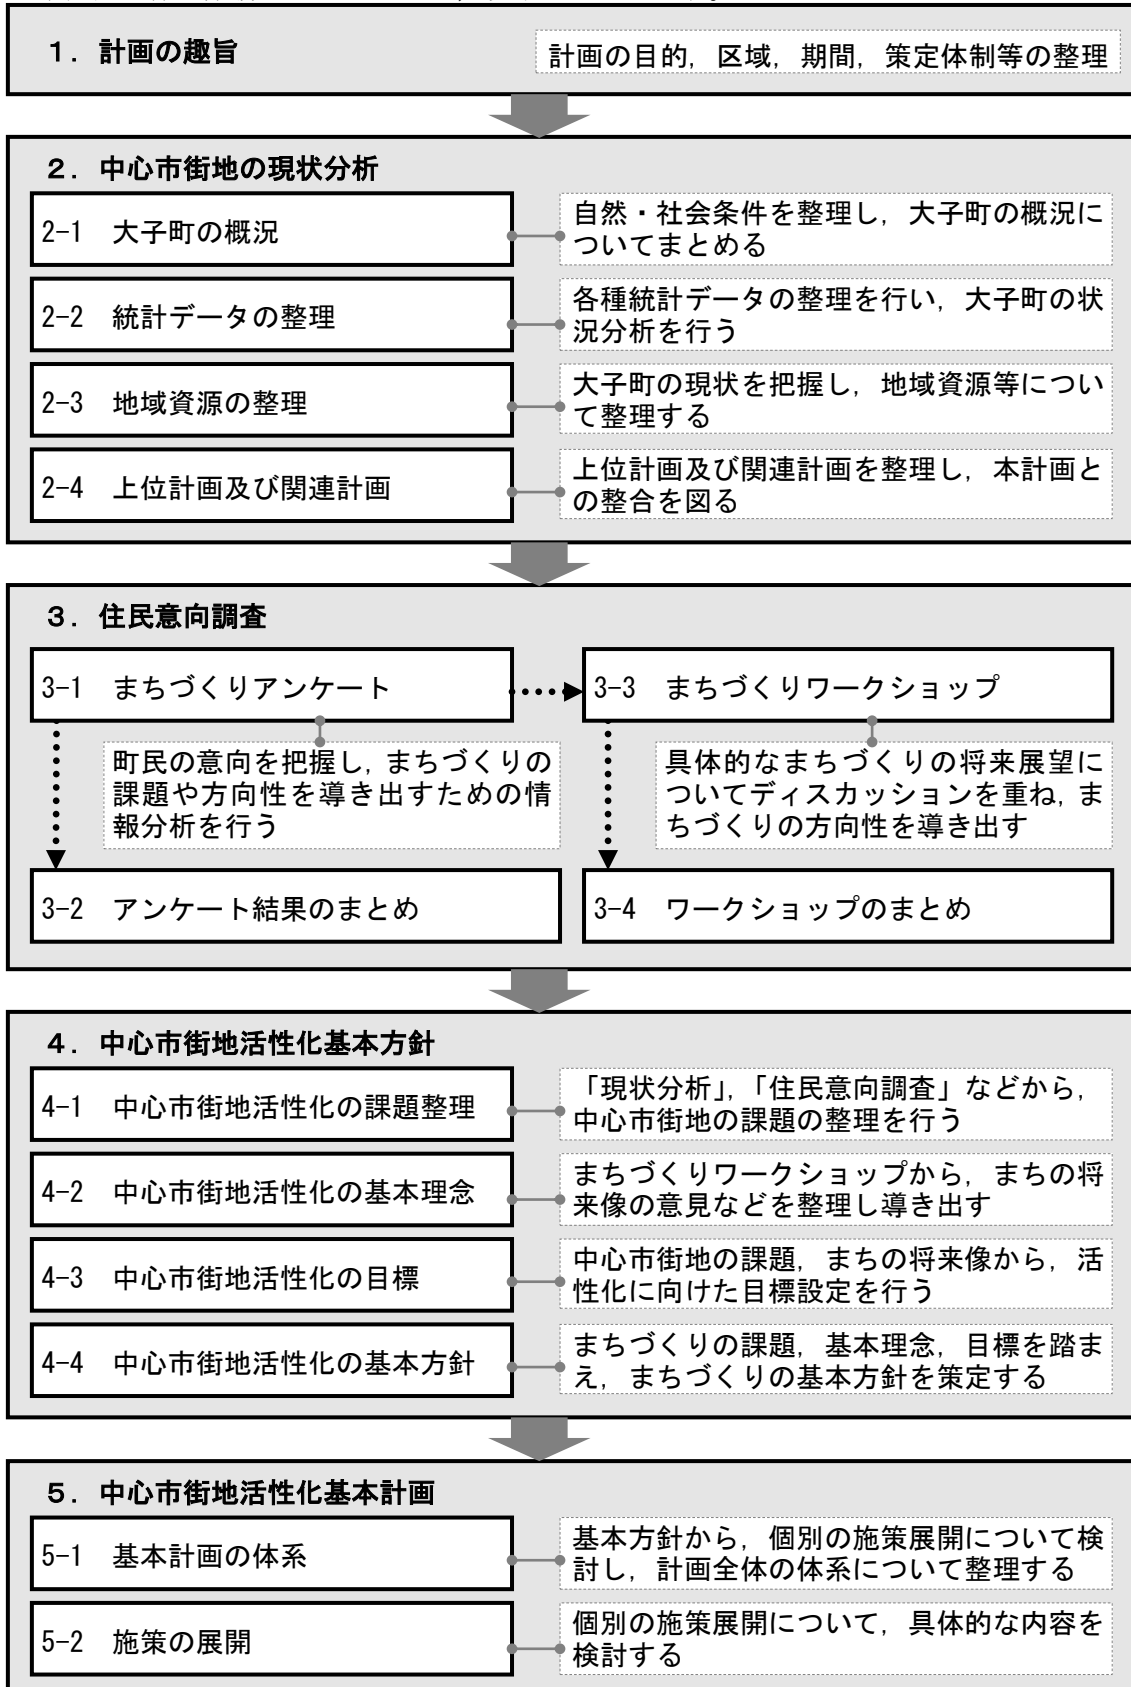 1. 計画の趣旨
計画の目的，区域，期間，策定体制等の整理
2. 中心市街地の現状分析
2-1 大子町の概況
自然・社会条件を整理し，大子町の概況に
ついてまとめる
2-2 統計データの整理
各種統計データの整理を行い，大子町の状
況分析を行う
2-3 地域資源の整理
大子町の現状を把握し，地域資源等につい
て整理する
2-4 上位計画及び関連計画
上位計画及び関連計画を整理し，本計画と
の整合を図る
3. 住民意向調査
3-1 まちづくりアンケート
3-3 まちづくりワークショップ
町民の意向を把握し，まちづくりの
課題や方向性を導き出すための情
報分析を行う
具体的なまちづくりの将来展望に
ついてディスカッションを重ね，ま
ちづくりの方向性を導き出す
3-2 アンケート結果のまとめ
3-4 ワークショップのまとめ
4. 中心市街地活性化基本方針
4-1 中心市街地活性化の課題整理
「現状分析」，「住民意向調査」などから，
中心市街地の課題の整理を行う
4-2 中心市街地活性化の基本理念
まちづくりワークショップから，まちの将
来像の意見などを整理し導き出す
4-3 中心市街地活性化の目標
中心市街地の課題，まちの将来像から，活
性化に向けた目標設定を行う
4-4 中心市街地活性化の基本方針
まちづくりの課題，基本理念，目標を踏ま
え，まちづくりの基本方針を策定する
5. 中心市街地活性化基本計画
5-1 基本計画の体系
基本方針から，個別の施策展開について検
討し，計画全体の体系について整理する
5-2 施策の展開
個別の施策展開について，具体的な内容を
検討する